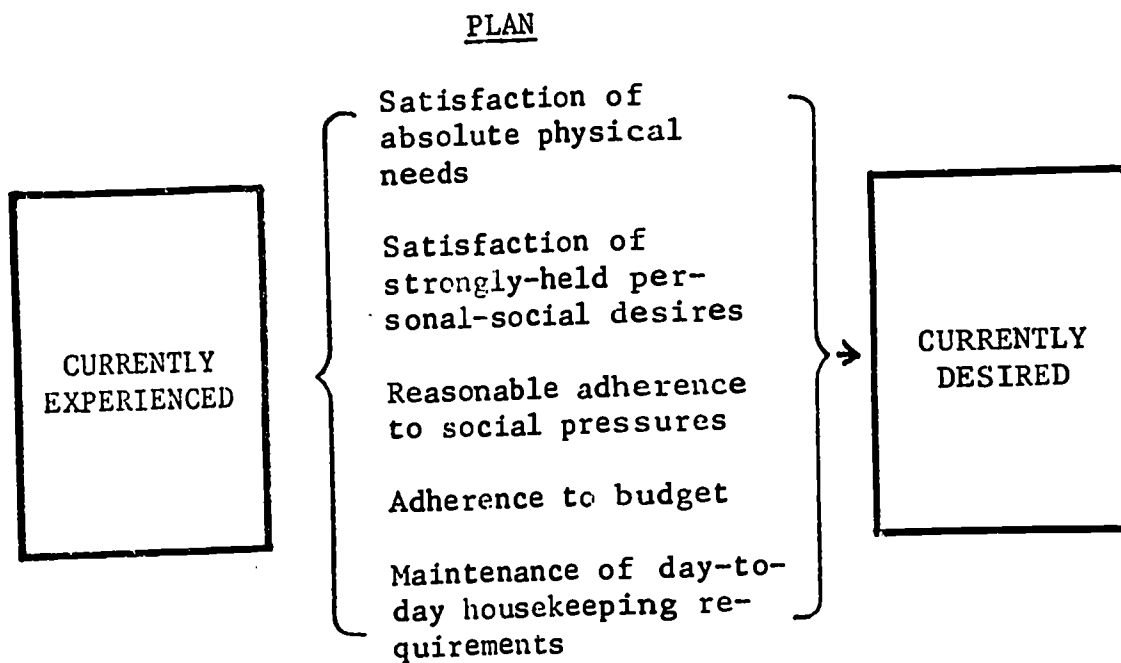 PLAN
Satisfaction of
absolute physical
needs
Satisfaction of
strongly-held per-
sonal-social desires
Reasonable adherence
to social pressures
Adherence to budget
Maintenance of day-to-
day housekeeping re-
quirements
CURRENTLY
EXPERIENCED
CURRENTLY
DESIRED